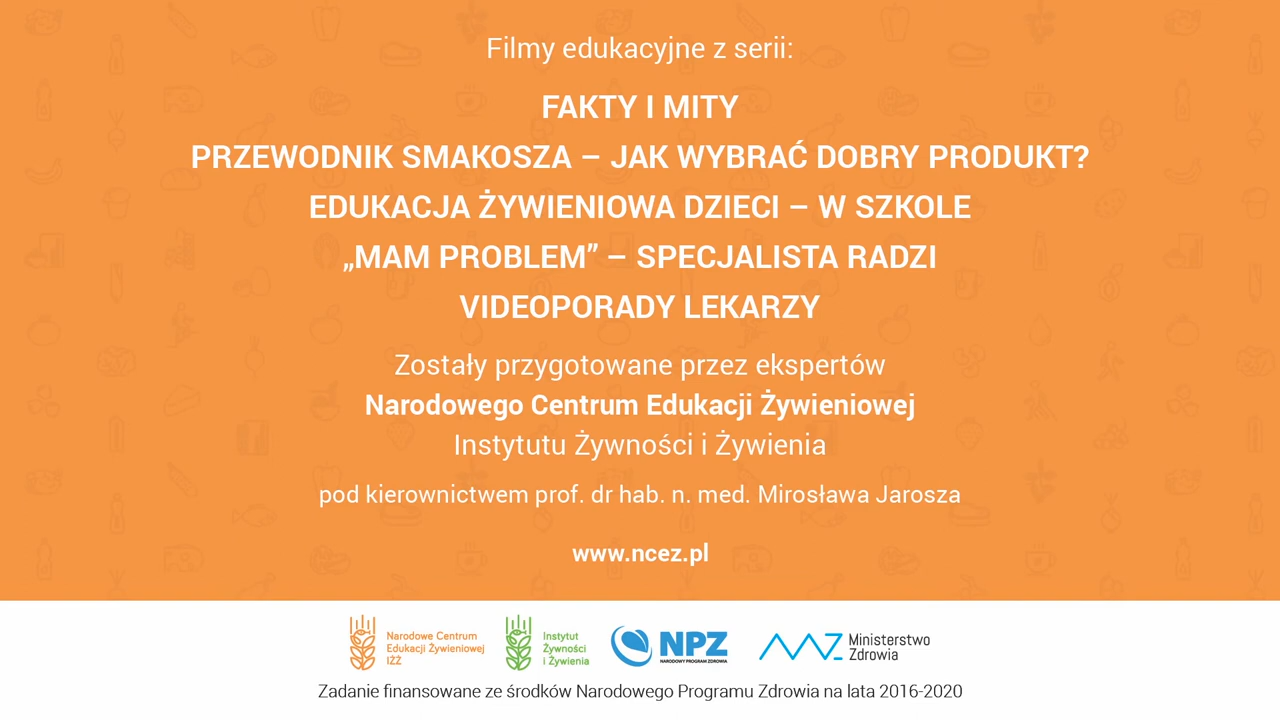 Filmy edukacyjne z serii:
FAKTY I MITY
PRZEWODNIK SMAKOSZA – JAK WYBRAĆ DOBRY PRODUKT?
EDUKACJA ŻYWIENIOWA DZIECI – W SZKOLE
„MAM PROBLEM” – SPECJALISTA RADZI
VIDEOPORADY LEKARZY
Zostały przygotowane przez ekspertów
Narodowego Centrum Edukacji Żywieniowej
Instytutu Żywności i Żywienia
pod kierownictwem prof. dr hab. n. med. Mirosława Jarosza
www.ncez.pl
Narodowe Centrum
Edukacji Żywieniowej
IŻŻ
Instytut
Żywności
i Żywienia
NPZ
NARODOWY PROGRAM ZDROWIA
Ministerstwo
Zdrowia
Zadanie finansowane ze środków Narodowego Programu Zdrowia na lata 2016-2020